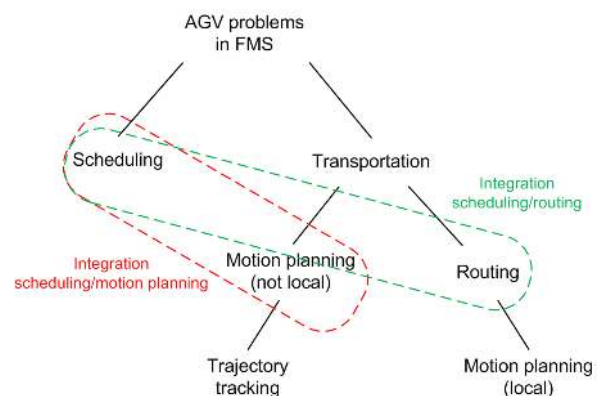 AGV problems
in FMS
Scheduling
Transportation
Integration
scheduling/routing
Integration
scheduling/motion planning
Motion planning
(not local)
Routing
Trajectory
tracking
Motion planning
(local)